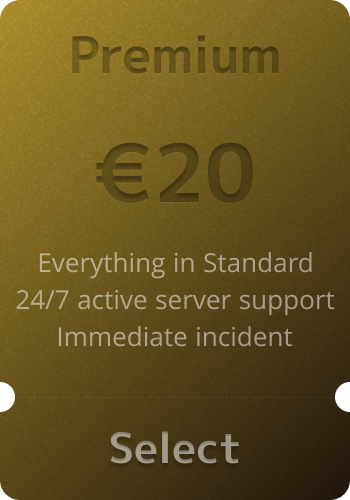 Premium
€20
Everything in Standard
24/7 active server support
Immediate incident
Select